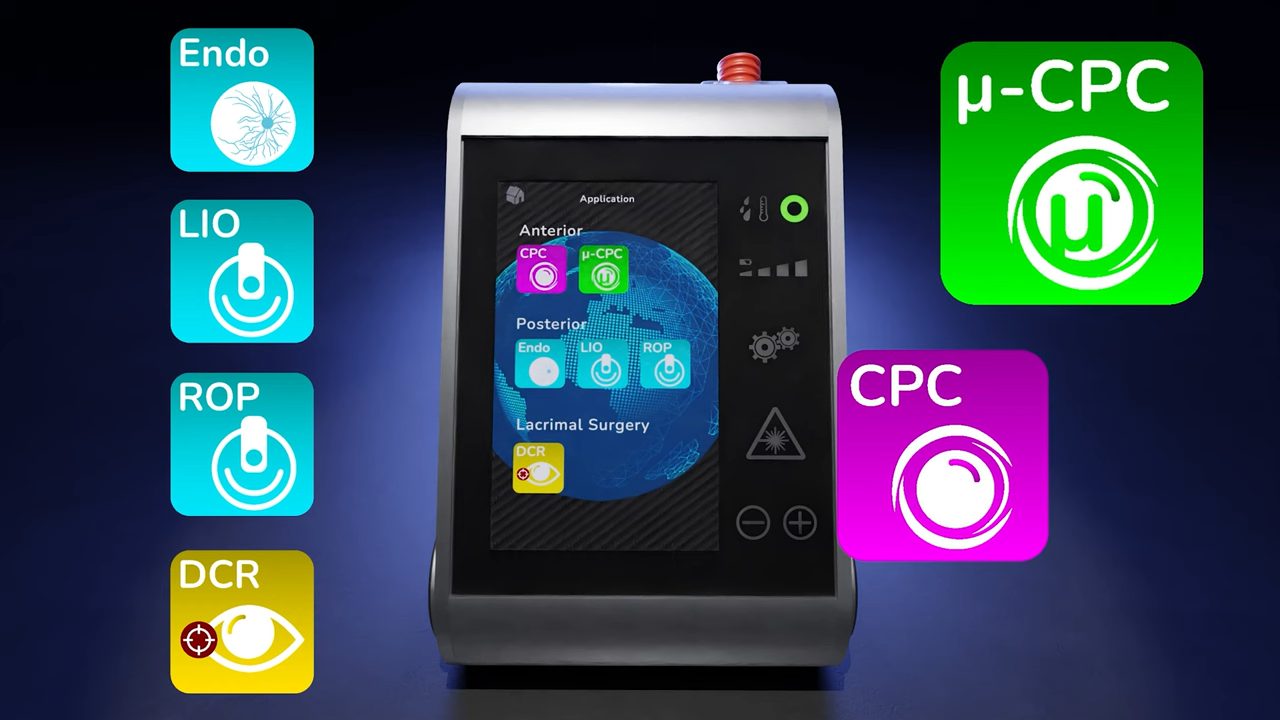 Endo
LIO
ROP
DCR
Application
Anterior
CPC
μ-CPC
Posterior
Endo
LIO
ROP
Lacrimal Surgery
DCR
μ-CPC
μ
CPC